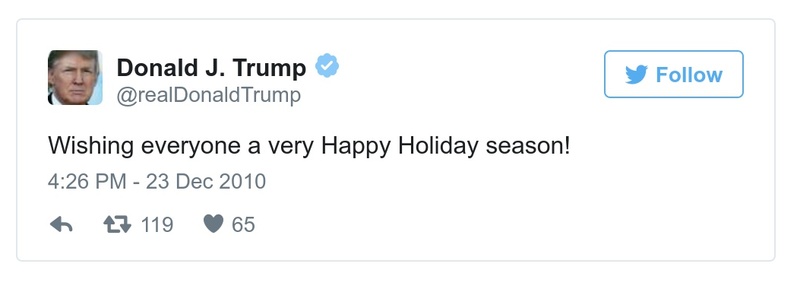 Donald J. Trump
@realDonaldTrump
Follow
Wishing everyone a very Happy Holiday season!
4:26 PM - 23 Dec 2010
119 65